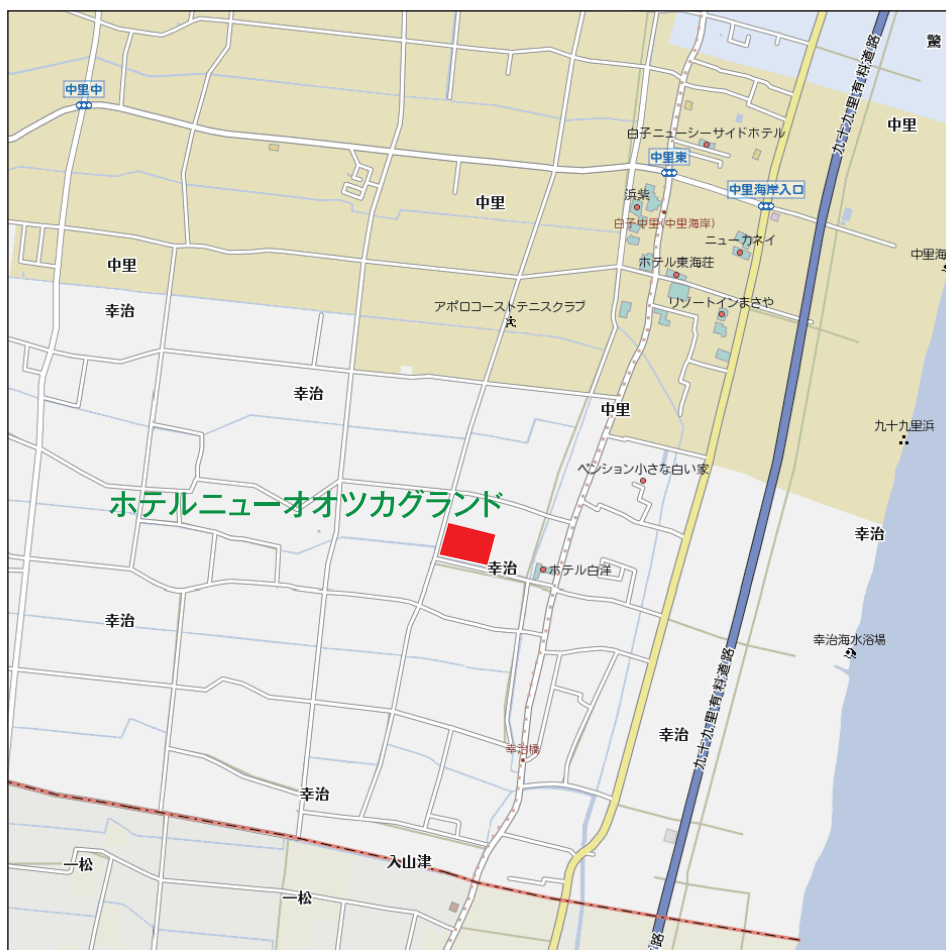 驚
九十九里有料道路
中里中
中里
白子ニューシーサイドホテル
中里東
中里海岸入口
浜紫
中里
白子中里(中里海岸)
ニューカネイ
中里海
中里
ホテル東海荘
幸治
アポロコーストテニスクラブ
リゾートインまさや
幸治
中里
九十九里浜
ペンション小さな白い家
ホテルニューオオツカグランド
幸治
幸治
ホテル白洋
幸治
幸治海水浴場
九十九里有料道路
幸治
幸治橋
幸治
入山津
一松
一松